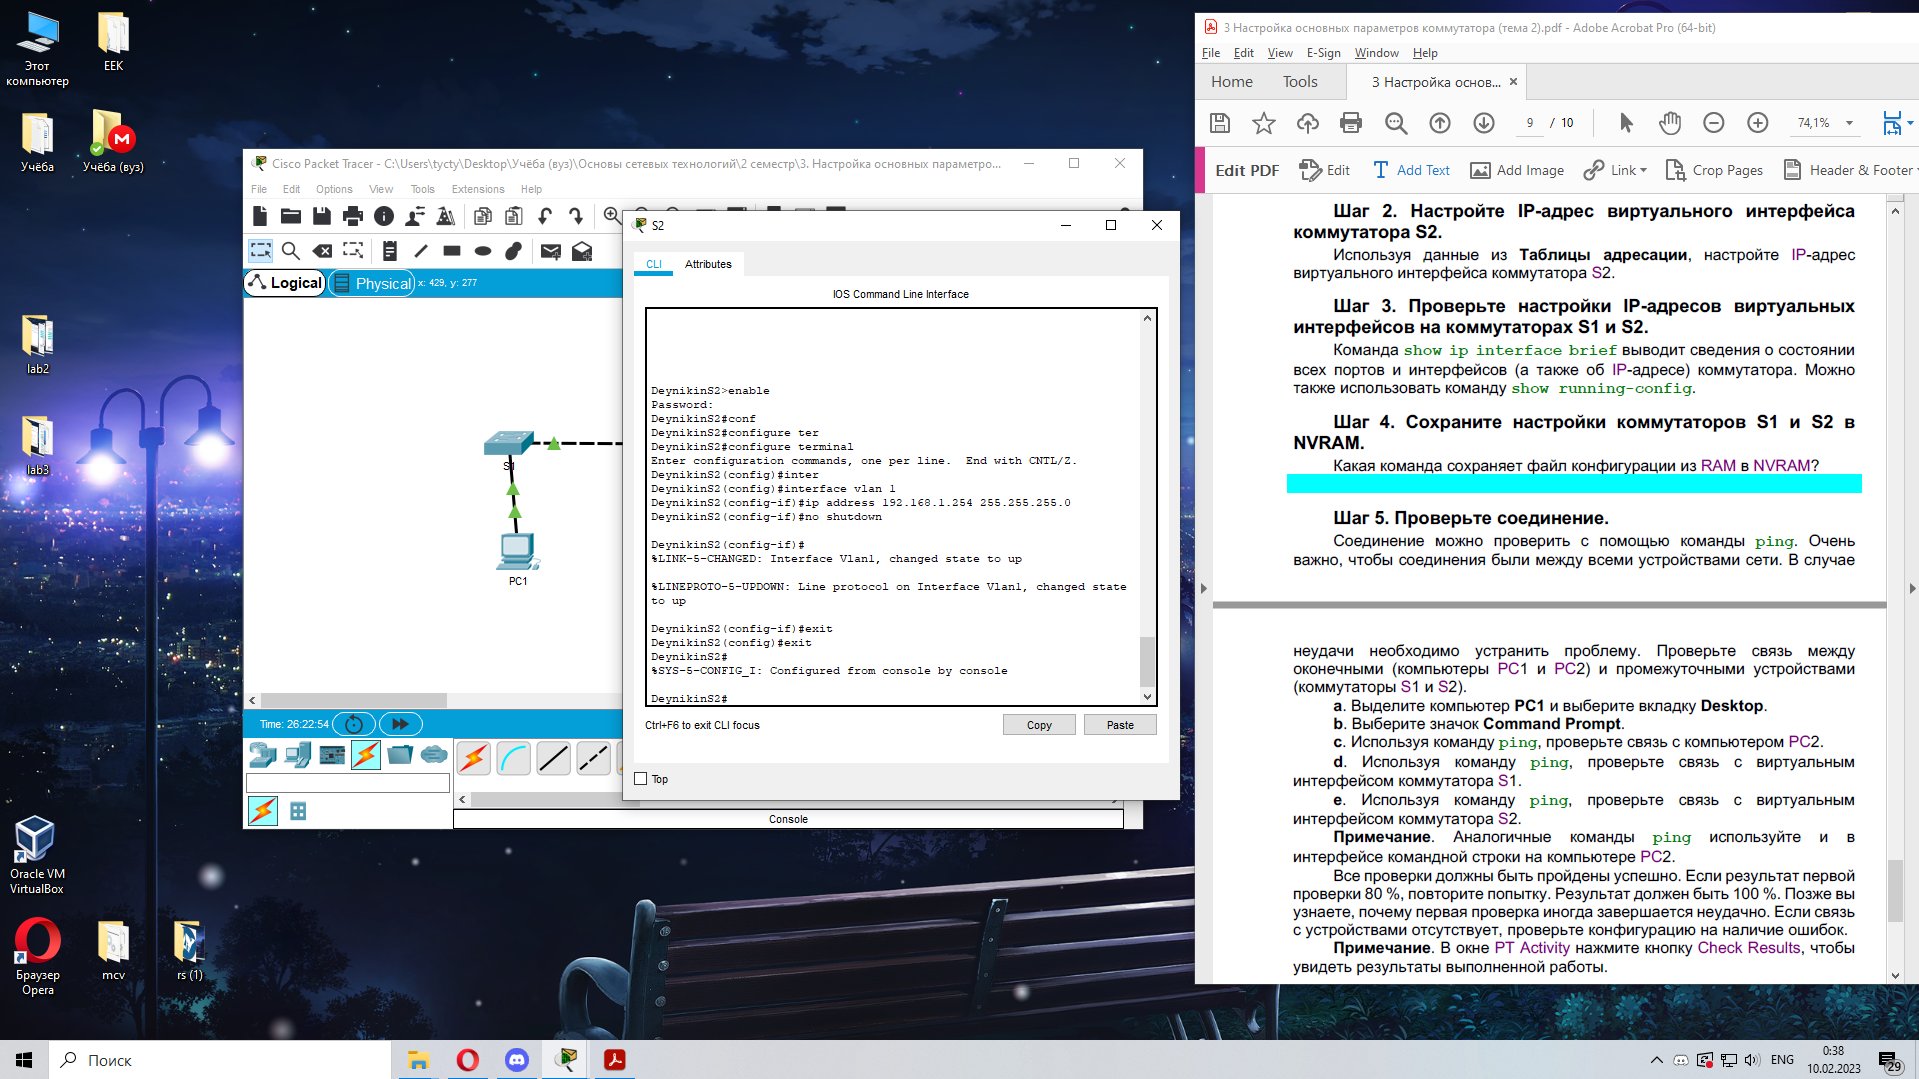 Этот
компьютер
EEK
Учёба
Учёба (вуз)
lab2
lab3
Oracle VM
VirtualBox
Браузер
Opera
mcv
rs (1)
Cisco Packet Tracer - C:\Users\tycty\Desktop\Учёба (вуз)\Основы сетевых технологий\2 семестр\3. Настройка основных параметро...
File Edit Options View Tools Extensions Help
Logical
Physical
x: 429, y: 277
S1
PC1
Time: 26:22:54
Console
S2
CLI
Attributes
IOS Command Line Interface
DeynikinS2>enable
Password:
DeynikinS2#conf
DeynikinS2#configure ter
DeynikinS2#configure terminal
Enter configuration commands, one per line. End with CNTL/Z.
DeynikinS2(config)#inter
DeynikinS2(config)#interface vlan 1
DeynikinS2(config-if)#ip address 192.168.1.254 255.255.255.0
DeynikinS2(config-if)#no shutdown
DeynikinS2(config-if)#
%LINK-5-CHANGED: Interface Vlan1, changed state to up
%LINEPROTO-5-UPDOWN: Line protocol on Interface Vlan1, changed state
to up
DeynikinS2(config-if)#exit
DeynikinS2(config)#exit
DeynikinS2#
%SYS-5-CONFIG_I: Configured from console by console
DeynikinS2#
Ctrl+F6 to exit CLI focus
Copy
Paste
Top
3 Настройка основных параметров коммутатора (тема 2).pdf - Adobe Acrobat Pro (64-bit)
File Edit View E-Sign Window Help
Home
Tools
3 Настройка основ...
9 / 10
74,1%
Edit PDF
Edit
Add Text
Add Image
Link
Crop Pages
Header & Footer
Шаг 2. Настройте IP-адрес виртуального интерфейса
коммутатора S2.
Используя данные из Таблицы адресации, настройте IP-адрес
виртуального интерфейса коммутатора S2.
Шаг 3. Проверьте настройки IP-адресов виртуальных
интерфейсов на коммутаторах S1 и S2.
Команда show ip interface brief выводит сведения о состоянии
всех портов и интерфейсов (а также об IP-адресе) коммутатора. Можно
также использовать команду show running-config.
Шаг 4. Сохраните настройки коммутаторов S1 и S2 в
NVRAM.
Какая команда сохраняет файл конфигурации из RAM в NVRAM?
Шаг 5. Проверьте соединение.
Соединение можно проверить с помощью команды ping. Очень
важно, чтобы соединения были между всеми устройствами сети. В случае
неудачи необходимо устранить проблему. Проверьте связь между
оконечными (компьютеры PC1 и PC2) и промежуточными устройствами
(коммутаторы S1 и S2).
a. Выделите компьютер PC1 и выберите вкладку Desktop.
b. Выберите значок Command Prompt.
c. Используя команду ping, проверьте связь с компьютером PC2.
d. Используя команду ping, проверьте связь с виртуальным
интерфейсом коммутатора S1.
e. Используя команду ping, проверьте связь с виртуальным
интерфейсом коммутатора S2.
Примечание. Аналогичные команды ping используйте и в
интерфейсе командной строки на компьютере PC2.
Все проверки должны быть пройдены успешно. Если результат первой
проверки 80 %, повторите попытку. Результат должен быть 100 %. Позже вы
узнаете, почему первая проверка иногда завершается неудачно. Если связь
с устройствами отсутствует, проверьте конфигурацию на наличие ошибок.
Примечание. В окне PT Activity нажмите кнопку Check Results, чтобы
увидеть результаты выполненной работы.
Поиск
ENG
0:38
10.02.2023
29